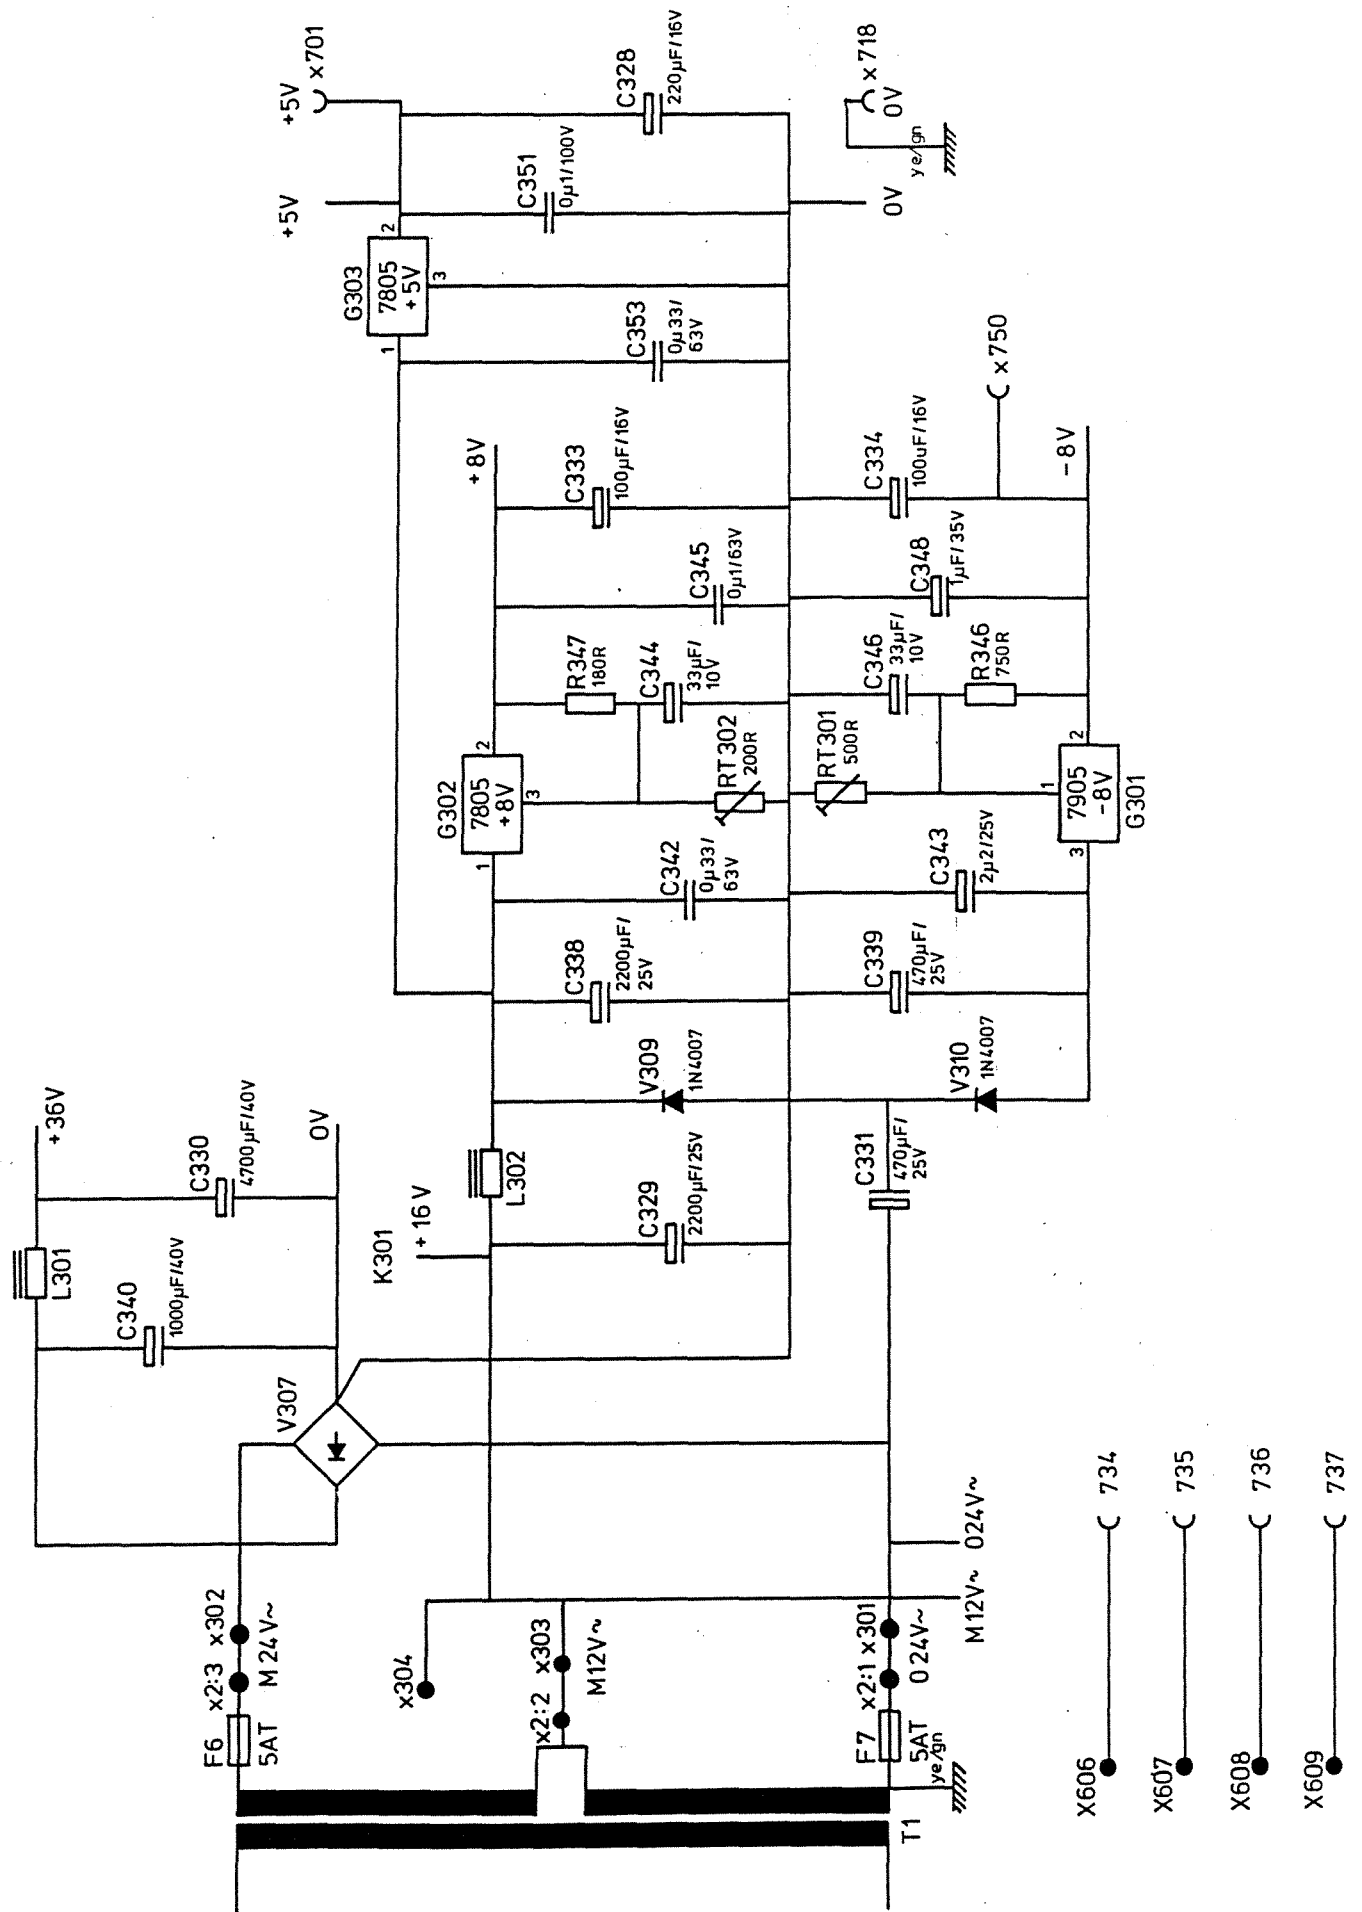 +5V
x701
+5V
C328
220µF/16V
x718
0V
ye/gn
C351
0µ1/100V
0V
G303
7805
+5V
1
2
3
C353
0µ33/
63V
x750
+8V
C333
100µF/16V
C334
100uF/16V
-8V
C345
0µ1/63V
C348
1µF/35V
R347
180R
C344
33µF/
10V
C346
33µF/
10V
R346
750R
G302
7805
+8V
1
2
3
RT302
200R
RT301
500R
7905
-8V
G301
1
2
3
C342
0µ33/
63V
C343
2µ2/25V
C338
2200µF/
25V
C339
470µF/
25V
V309
1N4007
V310
1N4007
+36V
C330
4700µF/40V
0V
L301
C340
1000µF/40V
K301
+16V
L302
C329
2200µF/25V
C331
470µF/
25V
V307
F6
5AT
x2:3
x302
M24V~
x304
x2:2
x303
M12V~
F7
5AT
x2:1
x301
024V~
ye/gn
M12V~
024V~
T1
X606
734
X607
735
X608
736
X609
737